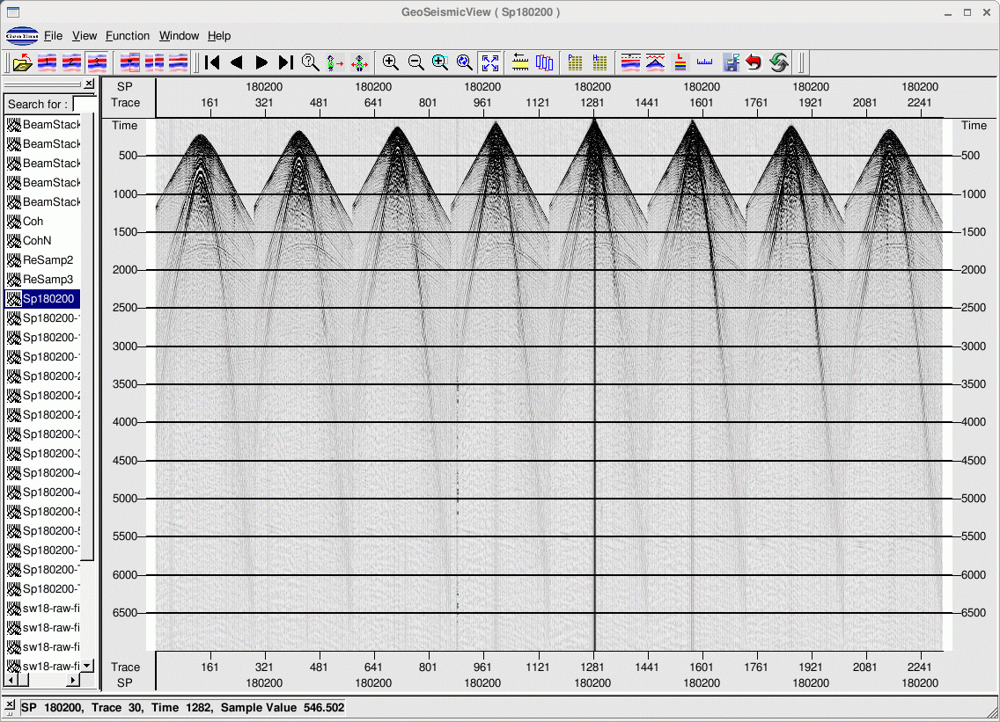 GeoSeismicView ( Sp180200 )
GeoEast File View Function Window Help
Search for :
BeamStack
BeamStack
BeamStack
BeamStack
BeamStack
Coh
CohN
ReSamp2
ReSamp3
Sp180200
Sp180200-1
Sp180200-1
Sp180200-1
Sp180200-2
Sp180200-2
Sp180200-2
Sp180200-3
Sp180200-3
Sp180200-4
Sp180200-4
Sp180200-5
Sp180200-5
Sp180200-T
Sp180200-T
Sp180200-T
sw18-raw-fi
sw18-raw-fi
sw18-raw-fi
sw18-raw-fi
SP 180200 180200 180200 180200 180200 180200 180200
Trace 161 321 481 641 801 961 1121 1281 1441 1601 1761 1921 2081 2241
Time Time
500 500
1000 1000
1500 1500
2000 2000
2500 2500
3000 3000
3500 3500
4000 4000
4500 4500
5000 5000
5500 5500
6000 6000
6500 6500
Trace 161 321 481 641 801 961 1121 1281 1441 1601 1761 1921 2081 2241
SP 180200 180200 180200 180200 180200 180200 180200
SP 180200, Trace 30, Time 1282, Sample Value 546.502